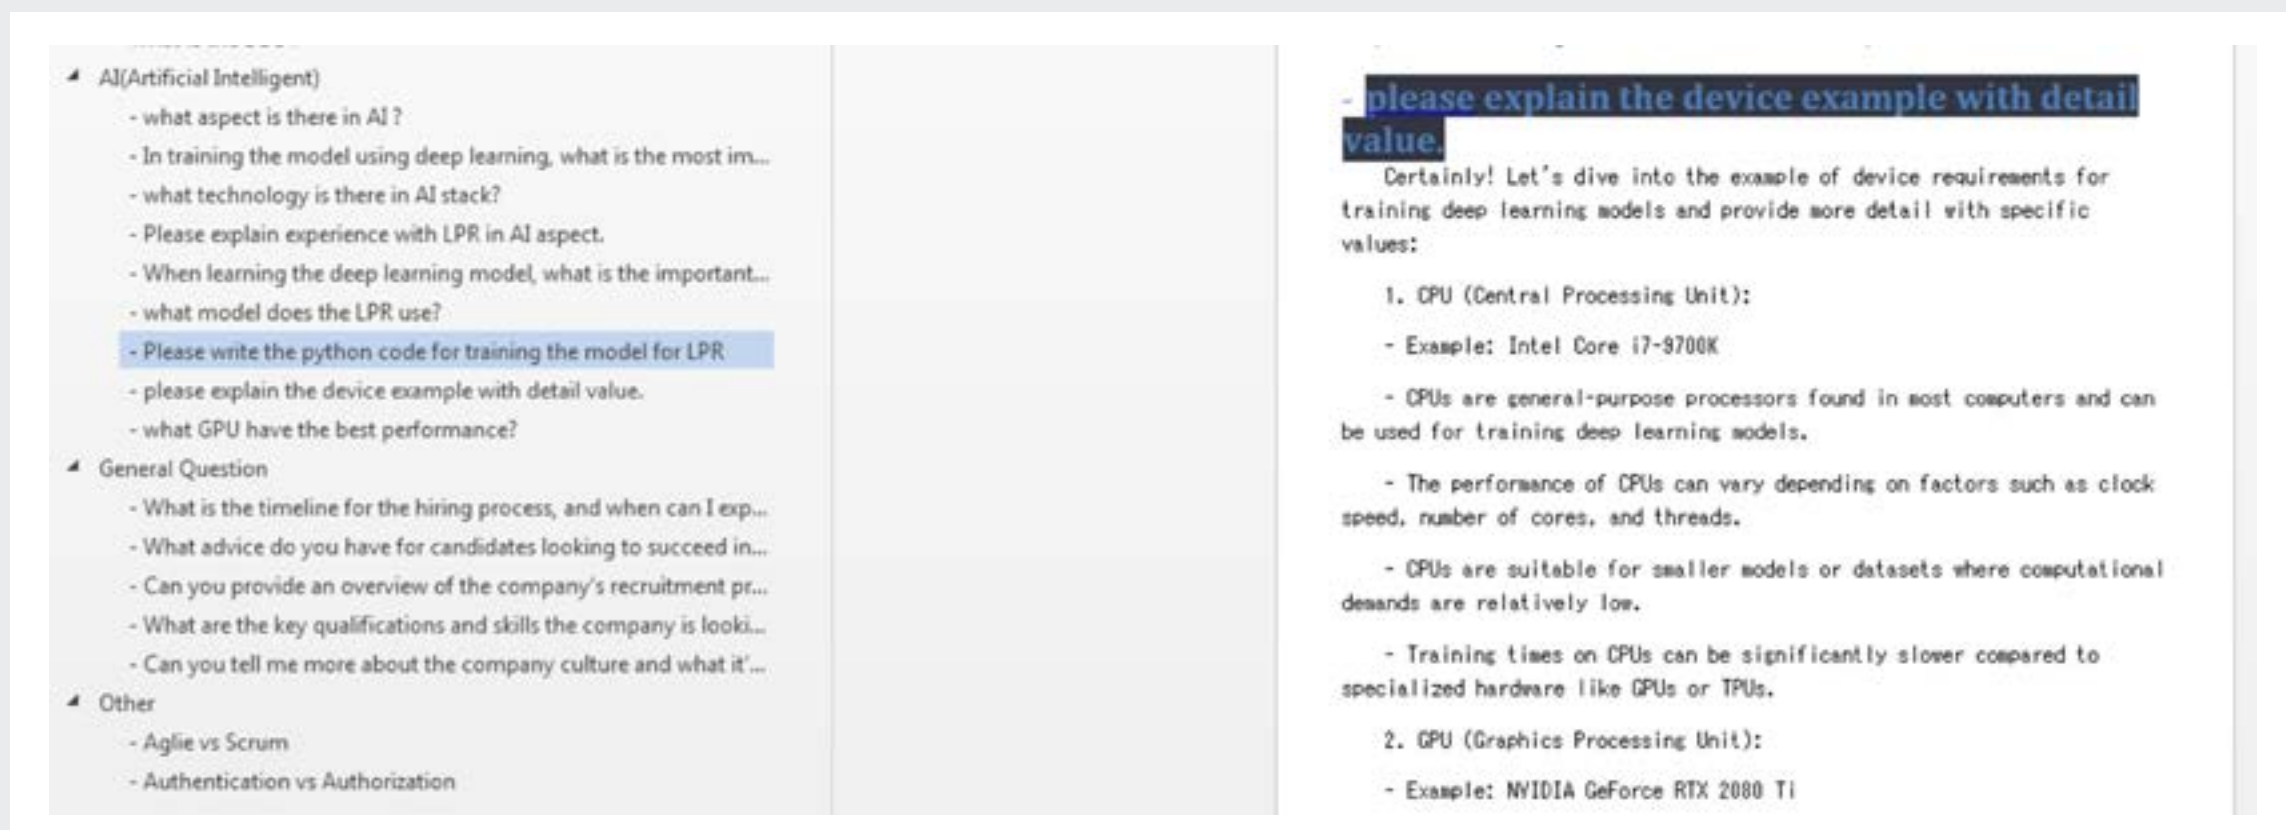 AI(Artificial Intelligent)
- what aspect is there in AI ?
- In training the model using deep learning, what is the most im...
- what technology is there in AI stack?
- Please explain experience with LPR in AI aspect.
- When learning the deep learning model, what is the important...
- what model does the LPR use?
- Please write the python code for training the model for LPR
- please explain the device example with detail value.
- what GPU have the best performance?
General Question
- What is the timeline for the hiring process, and when can I exp...
- What advice do you have for candidates looking to succeed in...
- Can you provide an overview of the company's recruitment pr...
- What are the key qualifications and skills the company is looki...
- Can you tell me more about the company culture and what it'...
Other
- Aglie vs Scrum
- Authentication vs Authorization
- please explain the device example with detail
value.
Certainly! Let's dive into the example of device requirements for
training deep learning models and provide more detail with specific
values:
1. CPU (Central Processing Unit):
- Example: Intel Core i7-9700K
- CPUs are general-purpose processors found in most computers and can
be used for training deep learning models.
- The performance of CPUs can vary depending on factors such as clock
speed, number of cores, and threads.
- CPUs are suitable for smaller models or datasets where computational
demands are relatively low.
- Training times on CPUs can be significantly slower compared to
specialized hardware like GPUs or TPUs.
2. GPU (Graphics Processing Unit):
- Example: NVIDIA GeForce RTX 2080 Ti